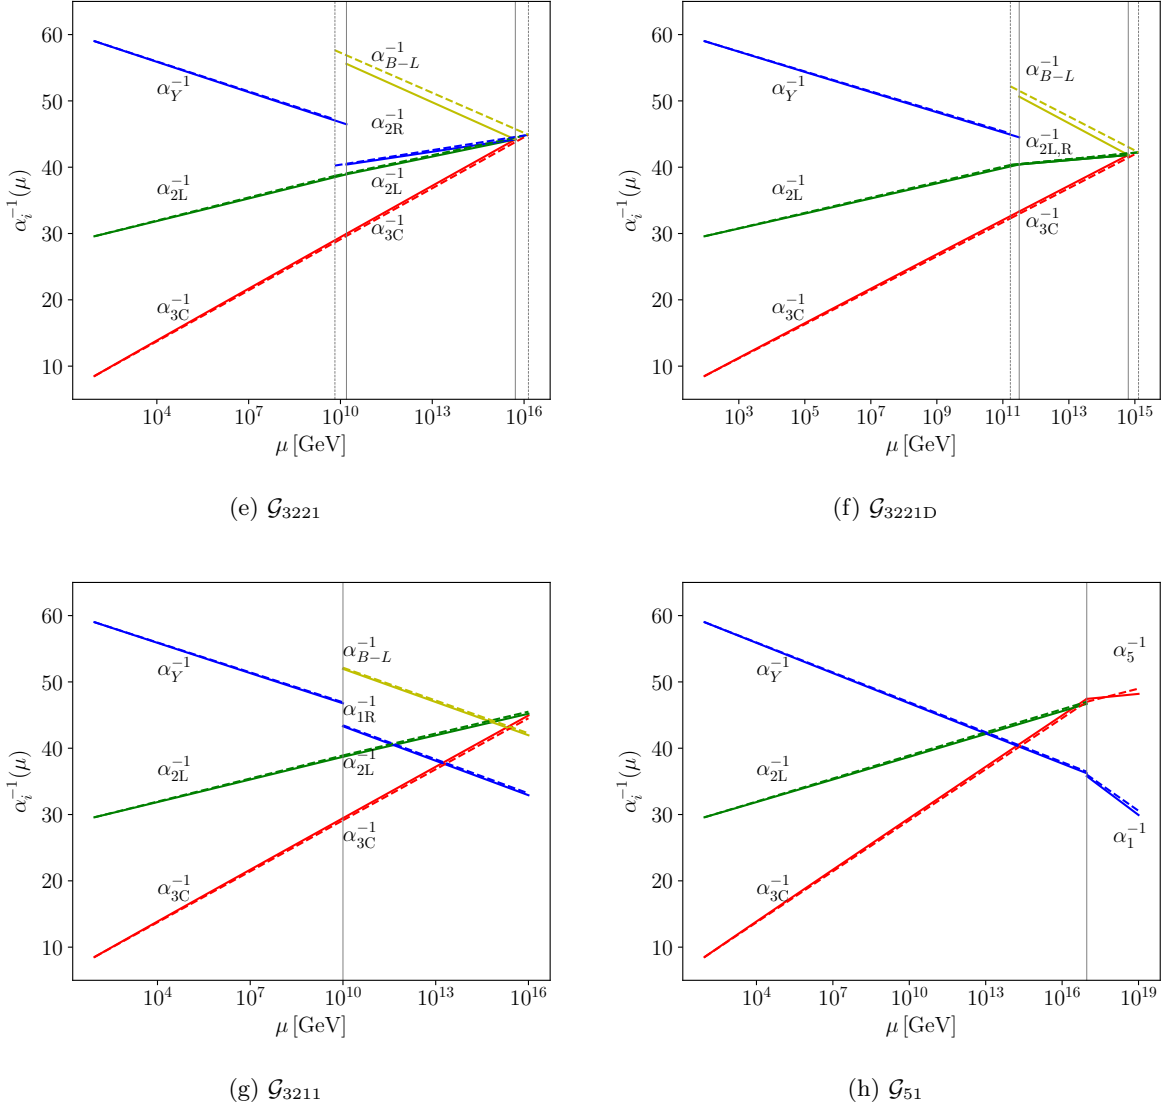 60
50
40
30
20
10
α_i^{-1}(μ)
α_Y^{-1}
α_{B−L}^{-1}
α_{2R}^{-1}
α_{2L}^{-1}
α_{2L}^{-1}
α_{3C}^{-1}
α_{3C}^{-1}
10^4 10^7 10^{10} 10^{13} 10^{16}
μ [GeV]
(e) 𝒢_{3221}
60
50
40
30
20
10
α_i^{-1}(μ)
α_Y^{-1}
α_{B−L}^{-1}
α_{2L,R}^{-1}
α_{2L}^{-1}
α_{3C}^{-1}
α_{3C}^{-1}
10^3 10^5 10^7 10^9 10^{11} 10^{13} 10^{15}
μ [GeV]
(f) 𝒢_{3221D}
60
50
40
30
20
10
α_i^{-1}(μ)
α_{B−L}^{-1}
α_Y^{-1}
α_{1R}^{-1}
α_{2L}^{-1}
α_{2L}^{-1}
α_{3C}^{-1}
α_{3C}^{-1}
10^4 10^7 10^{10} 10^{13} 10^{16}
μ [GeV]
(g) 𝒢_{3211}
60
50
40
30
20
10
α_i^{-1}(μ)
α_Y^{-1}
α_5^{-1}
α_{2L}^{-1}
α_1^{-1}
α_{3C}^{-1}
10^4 10^7 10^{10} 10^{13} 10^{16} 10^{19}
μ [GeV]
(h) 𝒢_{51}